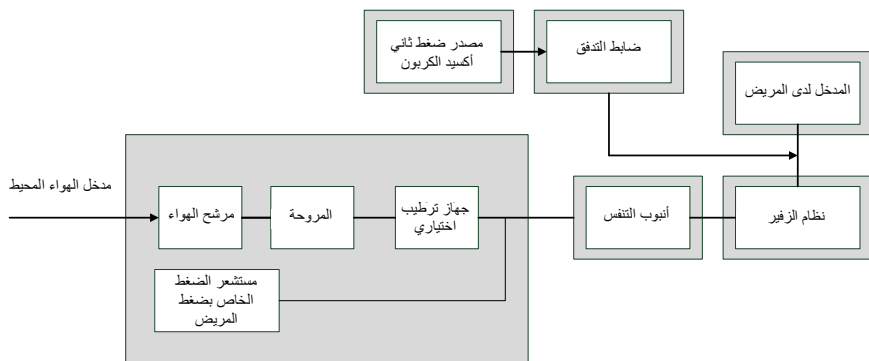 مصدر ضغط ثاني
أكسيد الكربون
ضابط التدفق
المدخل لدى المريض
مدخل الهواء المحيط
مرشح الهواء
المروحة
جهاز ترطيب
اختياري
أنبوب التنفس
نظام الزفير
مستشعر الضغط
الخاص بضغط
المريض